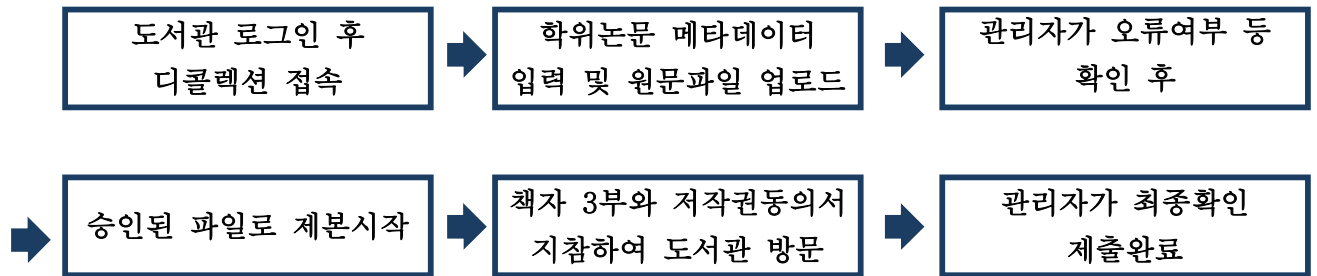 도서관 로그인 후
디콜렉션 접속
학위논문 메타데이터
입력 및 원문파일 업로드
관리자가 오류여부 등
확인 후
승인된 파일로 제본시작
책자 3부와 저작권동의서
지참하여 도서관 방문
관리자가 최종확인
제출완료